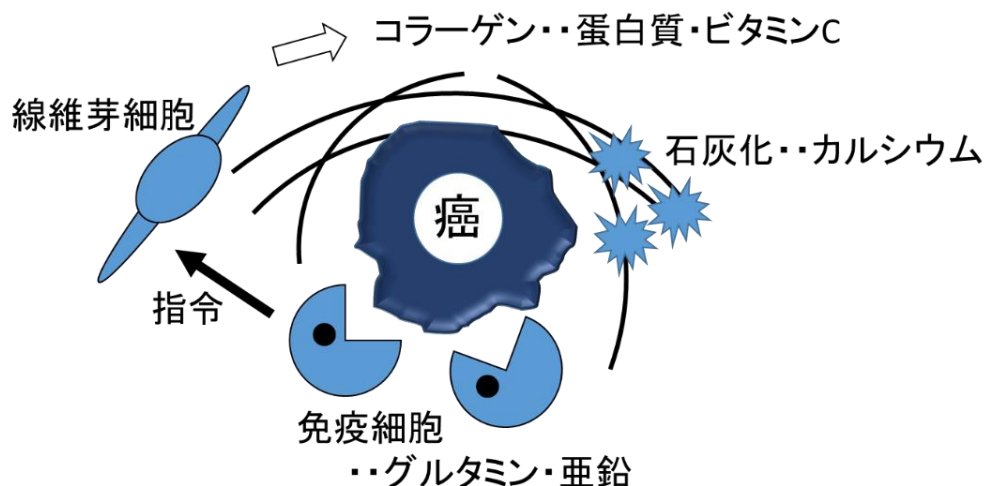 コラーゲン・・蛋白質・ビタミンC
線維芽細胞
石灰化・・カルシウム
癌
指令
免疫細胞
・・グルタミン・亜鉛